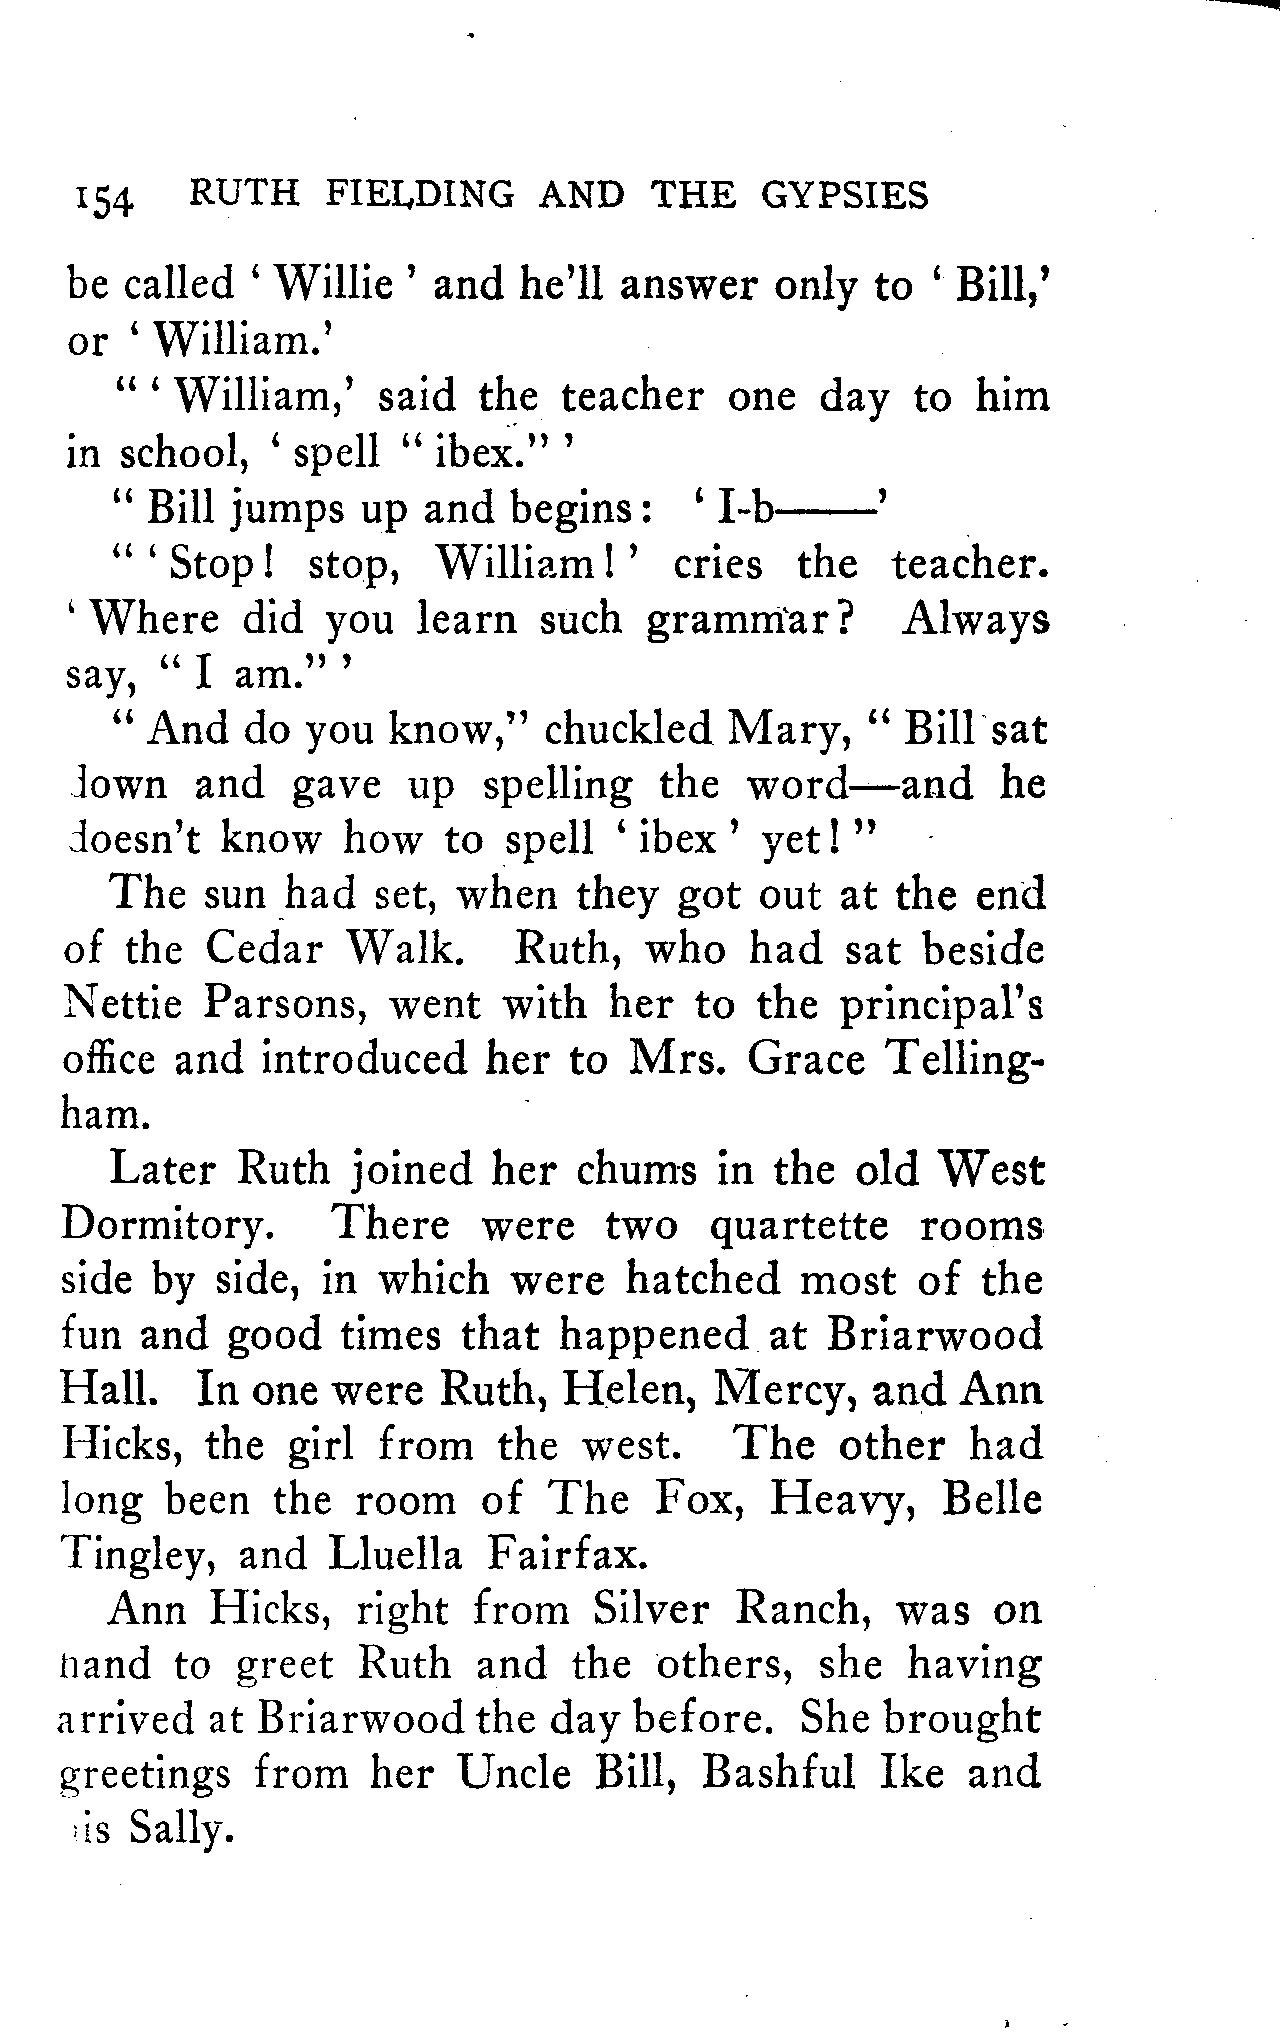 154 RUTH FIELDING AND THE GYPSIES
be called ‘ Willie ’ and he’ll answer only to ‘ Bill,’
or ‘ William.’
“ ‘ William,’ said the teacher one day to him
in school, ‘ spell “ ibex.” ’
“ Bill jumps up and begins: ‘ I-b——’
“ ‘ Stop! stop, William! ’ cries the teacher.
‘ Where did you learn such grammar? Always
say, “ I am.” ’
“ And do you know,” chuckled Mary, “ Bill sat
down and gave up spelling the word—and he
doesn’t know how to spell ‘ ibex ’ yet! ”
The sun had set, when they got out at the end
of the Cedar Walk. Ruth, who had sat beside
Nettie Parsons, went with her to the principal’s
office and introduced her to Mrs. Grace Telling-
ham.
Later Ruth joined her chums in the old West
Dormitory. There were two quartette rooms
side by side, in which were hatched most of the
fun and good times that happened at Briarwood
Hall. In one were Ruth, Helen, Mercy, and Ann
Hicks, the girl from the west. The other had
long been the room of The Fox, Heavy, Belle
Tingley, and Lluella Fairfax.
Ann Hicks, right from Silver Ranch, was on
hand to greet Ruth and the others, she having
arrived at Briarwood the day before. She brought
greetings from her Uncle Bill, Bashful Ike and
his Sally.